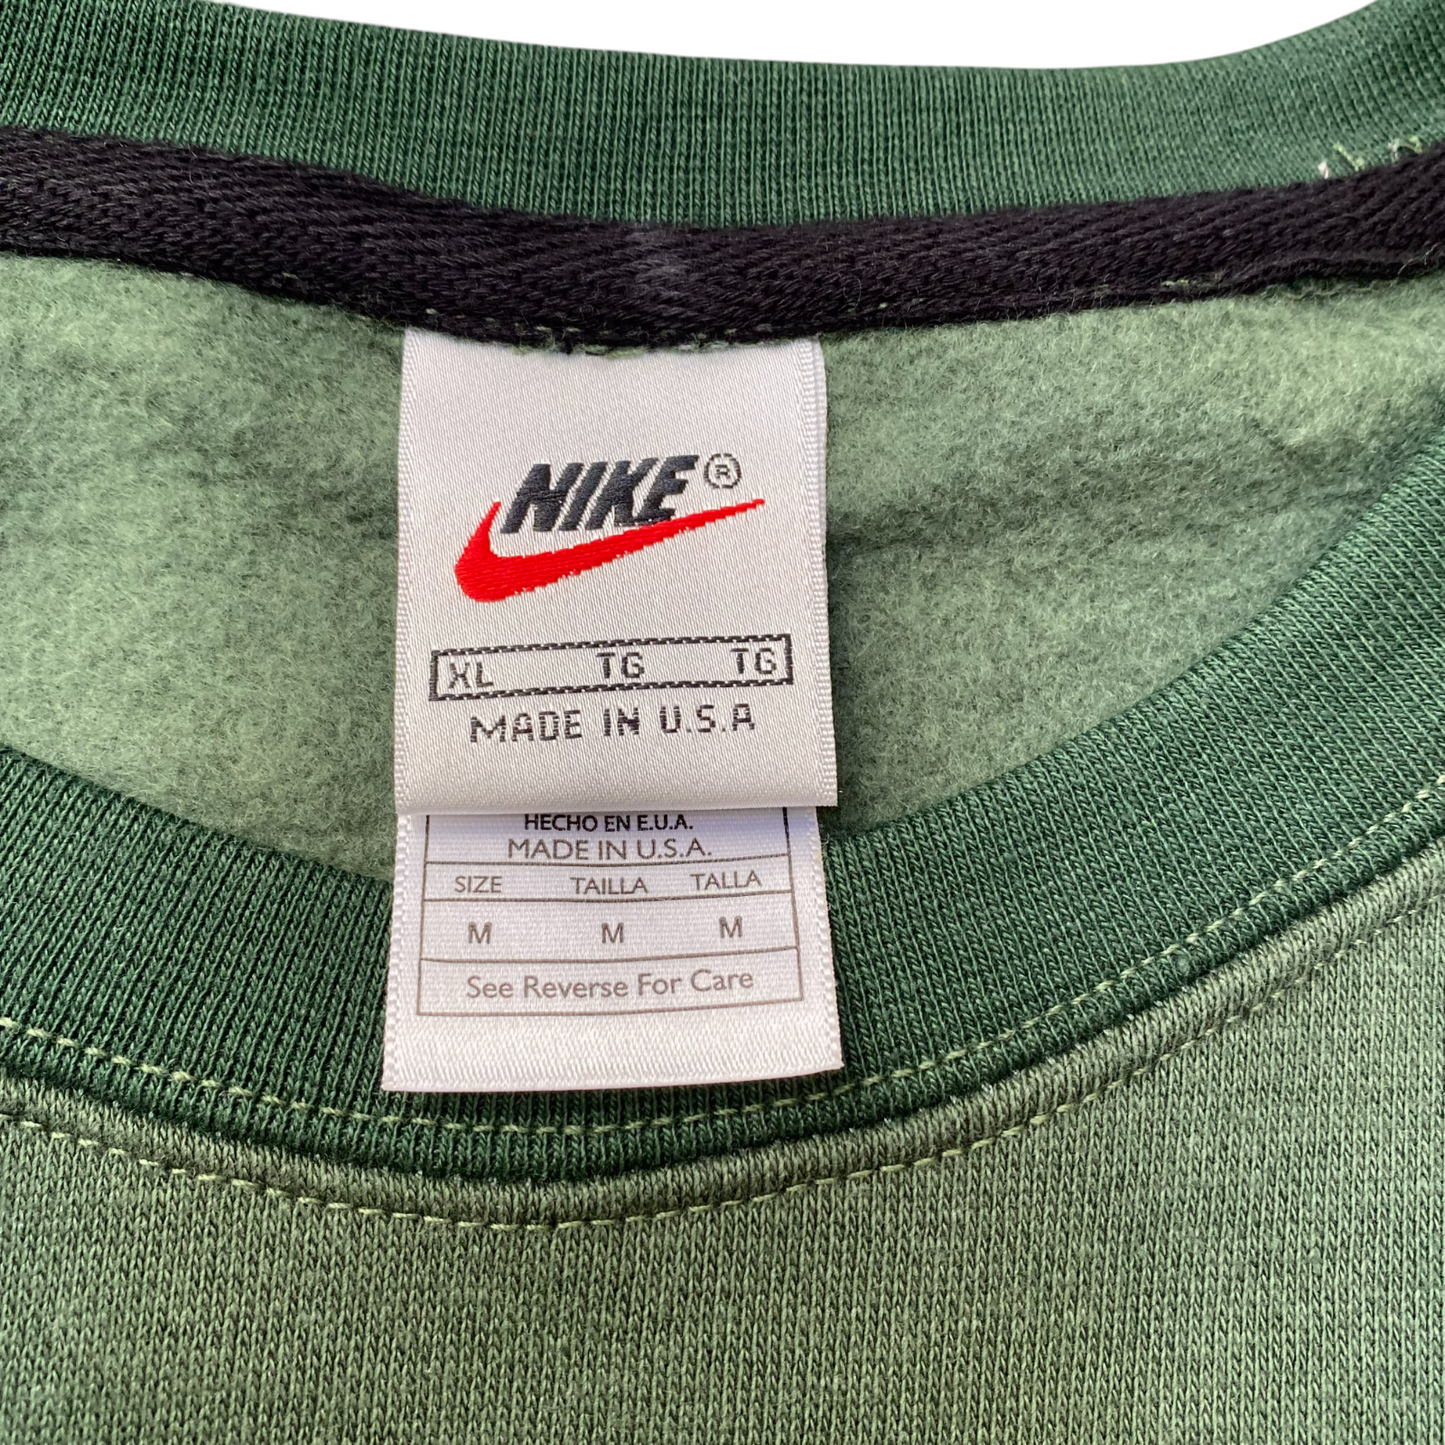 NIKE®
XL TG TG
MADE IN U.S.A
HECHO EN E.U.A.
MADE IN U.S.A.
SIZE TAILLA TALLA
M M M
See Reverse For Care